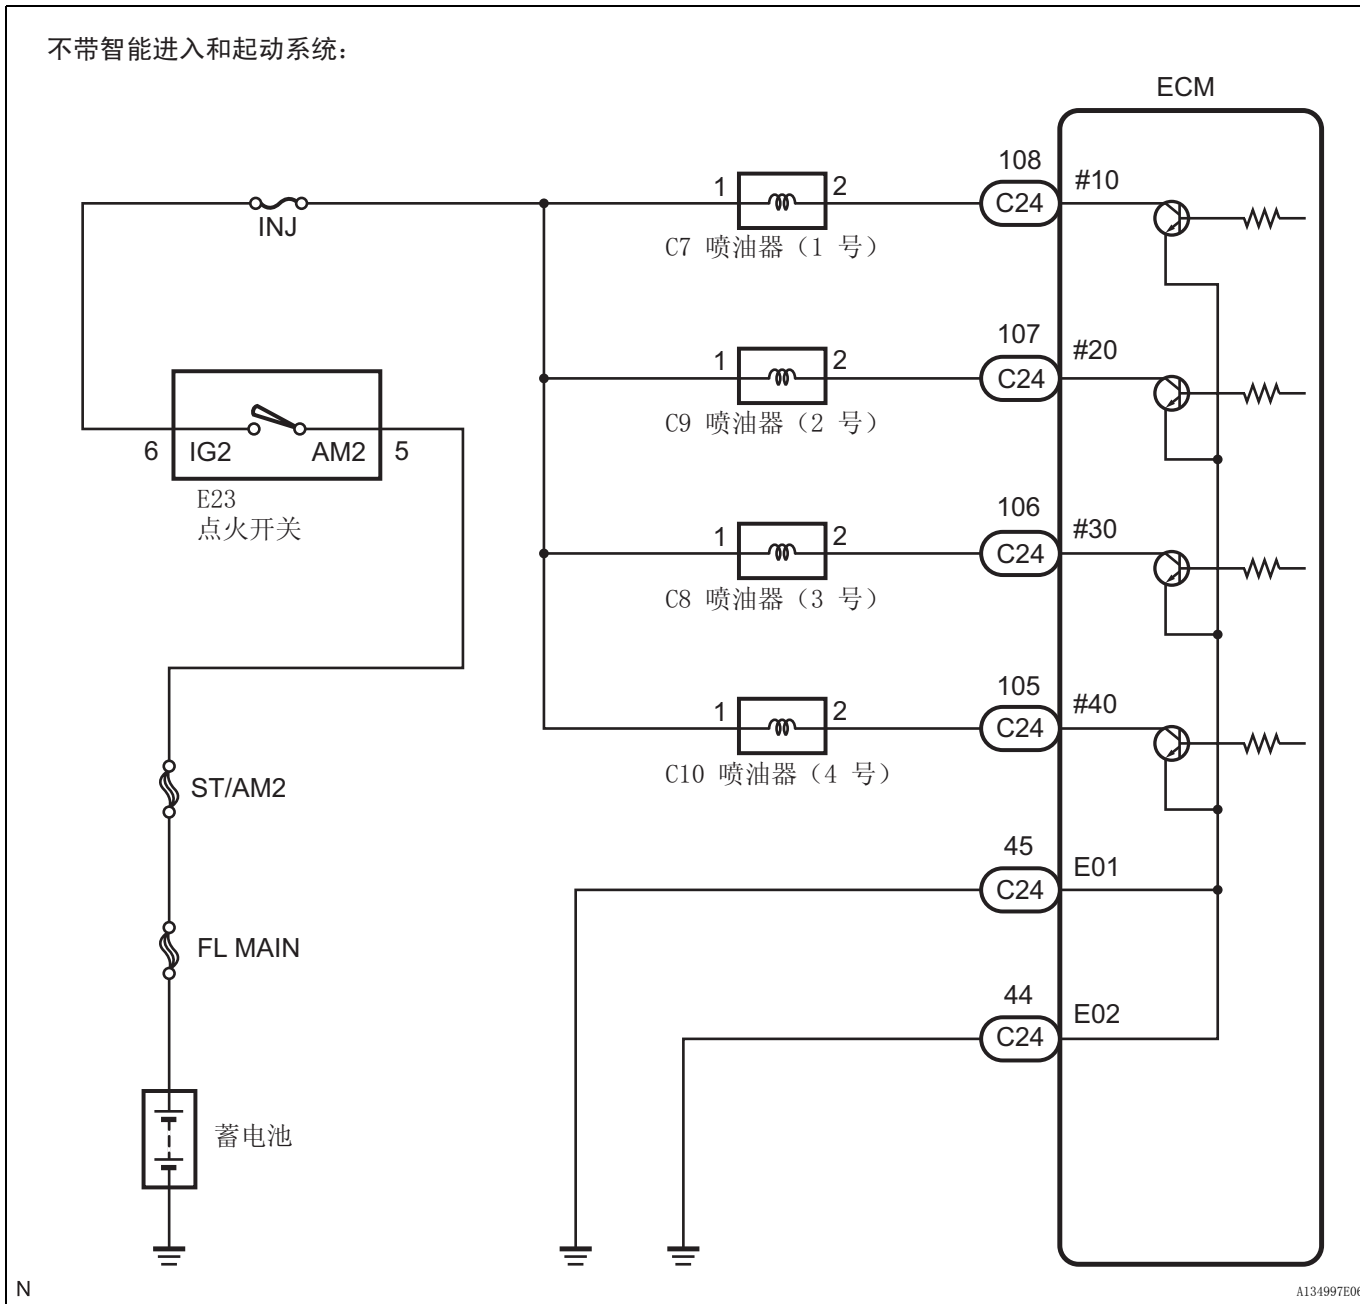 不带智能进入和起动系统：
ECM
108
1
2
C24
#10
INJ
C7 喷油器（1 号）
107
1
2
C24
#20
C9 喷油器（2 号）
6
IG2
AM2
5
E23
点火开关
106
1
2
C24
#30
C8 喷油器（3 号）
105
1
2
C24
#40
C10 喷油器（4 号）
ST/AM2
45
C24
E01
FL MAIN
44
C24
E02
蓄电池
N
A134997E06